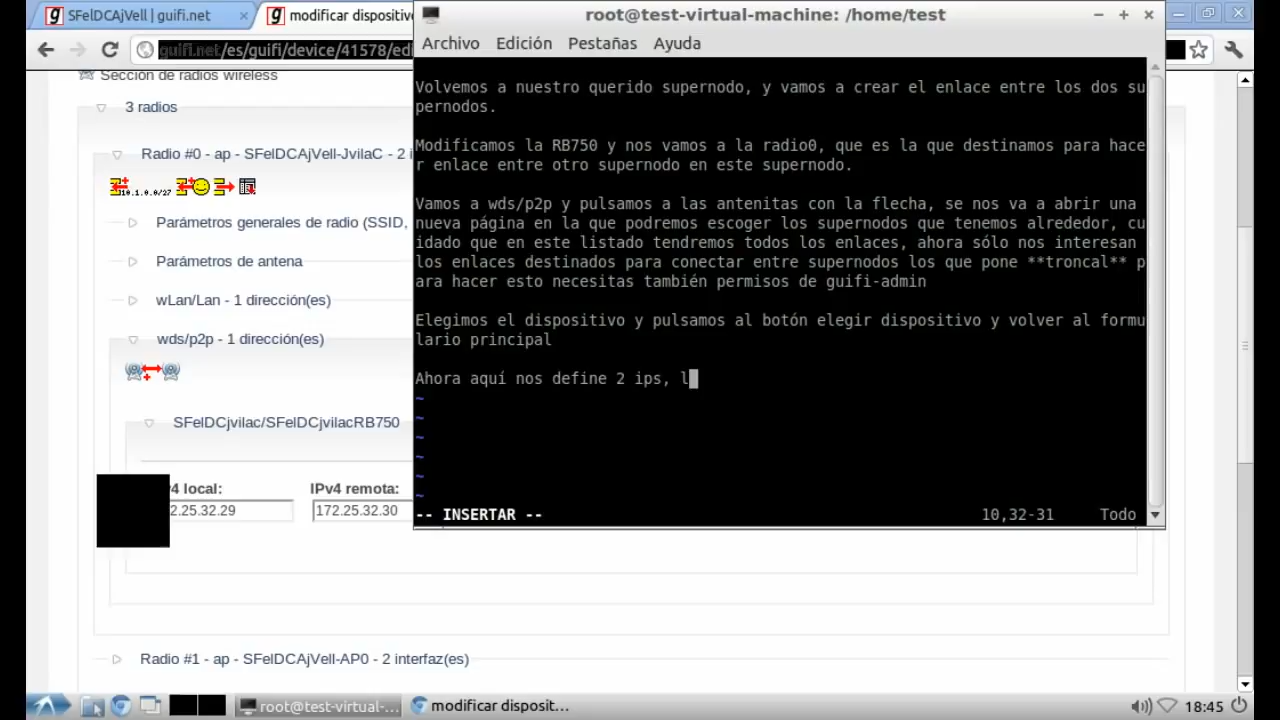 SFelDCAjVell | guifi.net
modificar dispositivo
root@test-virtual-machine: /home/test
guifi.net/es/guifi/device/41578/edi
Archivo Edición Pestañas Ayuda
Sección de radios wireless
3 radios
Radio #0 - ap - SFelDCAjVell-JvilaC - 2 i
10.1.0.0/27
Parámetros generales de radio (SSID,
Parámetros de antena
wLan/Lan - 1 dirección(es)
wds/p2p - 1 dirección(es)
SFelDCjvilac/SFelDCjvilacRB750
v4 local:
IPv4 remota:
2.25.32.29
172.25.32.30
Radio #1 - ap - SFelDCAjVell-AP0 - 2 interfaz(es)
Volvemos a nuestro querido supernodo, y vamos a crear el enlace entre los dos su
pernodos.
Modificamos la RB750 y nos vamos a la radio0, que es la que destinamos para hace
r enlace entre otro supernodo en este supernodo.
Vamos a wds/p2p y pulsamos a las antenitas con la flecha, se nos va a abrir una
nueva página en la que podremos escoger los supernodos que tenemos alrededor, cu
idado que en este listado tendremos todos los enlaces, ahora sólo nos interesan
los enlaces destinados para conectar entre supernodos los que pone **troncal** p
ara hacer esto necesitas también permisos de guifi-admin
Elegimos el dispositivo y pulsamos al botón elegir dispositivo y volver al formu
lario principal
Ahora aquí nos define 2 ips, l
~
~
~
~
~
~
-- INSERTAR --
10,32-31
Todo
root@test-virtual-...
modificar disposit...
18:45